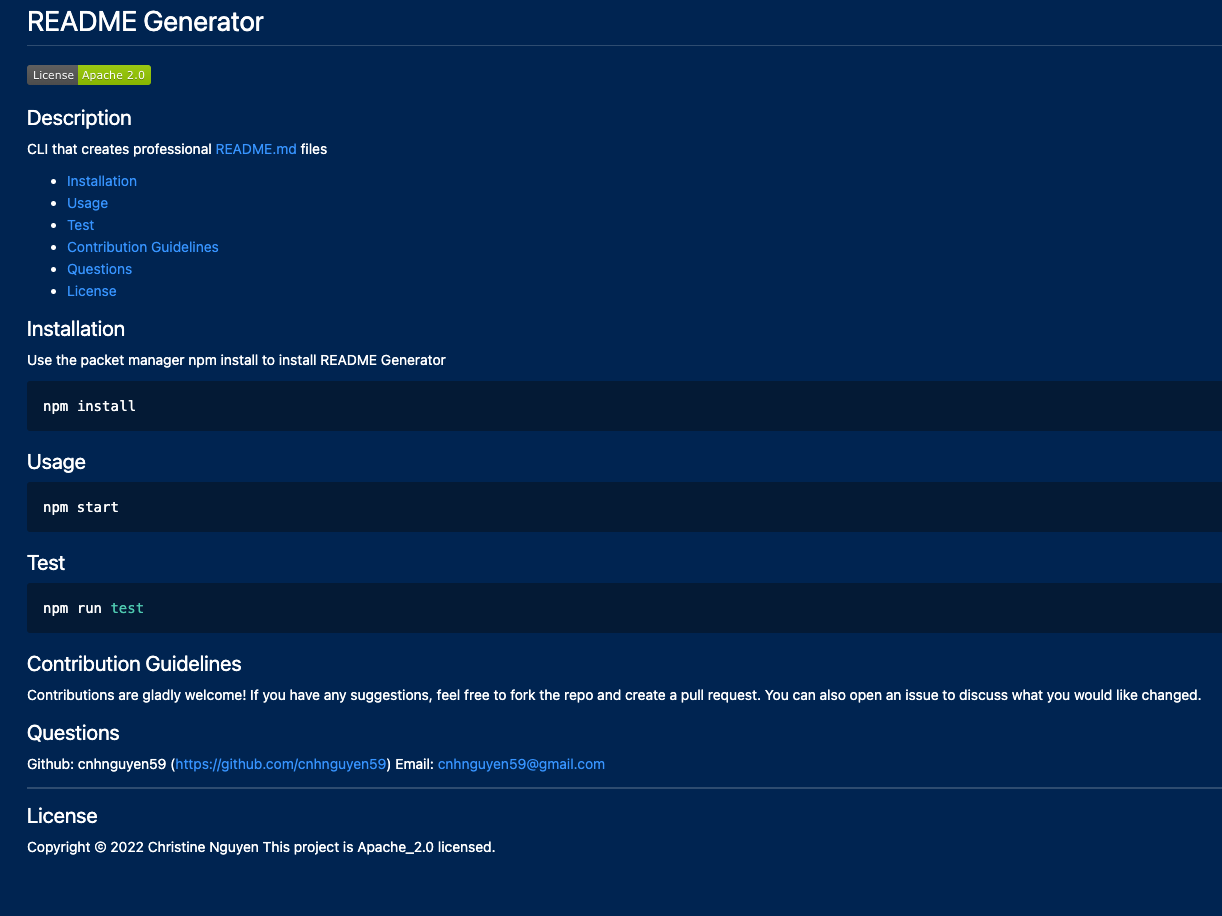 README Generator
License Apache 2.0
Description
CLI that creates professional README.md files
Installation
Usage
Test
Contribution Guidelines
Questions
License
Installation
Use the packet manager npm install to install README Generator
npm install
Usage
npm start
Test
npm run test
Contribution Guidelines
Contributions are gladly welcome! If you have any suggestions, feel free to fork the repo and create a pull request. You can also open an issue to discuss what you would like changed.
Questions
Github: cnhnguyen59 (https://github.com/cnhnguyen59) Email: cnhnguyen59@gmail.com
License
Copyright © 2022 Christine Nguyen This project is Apache_2.0 licensed.